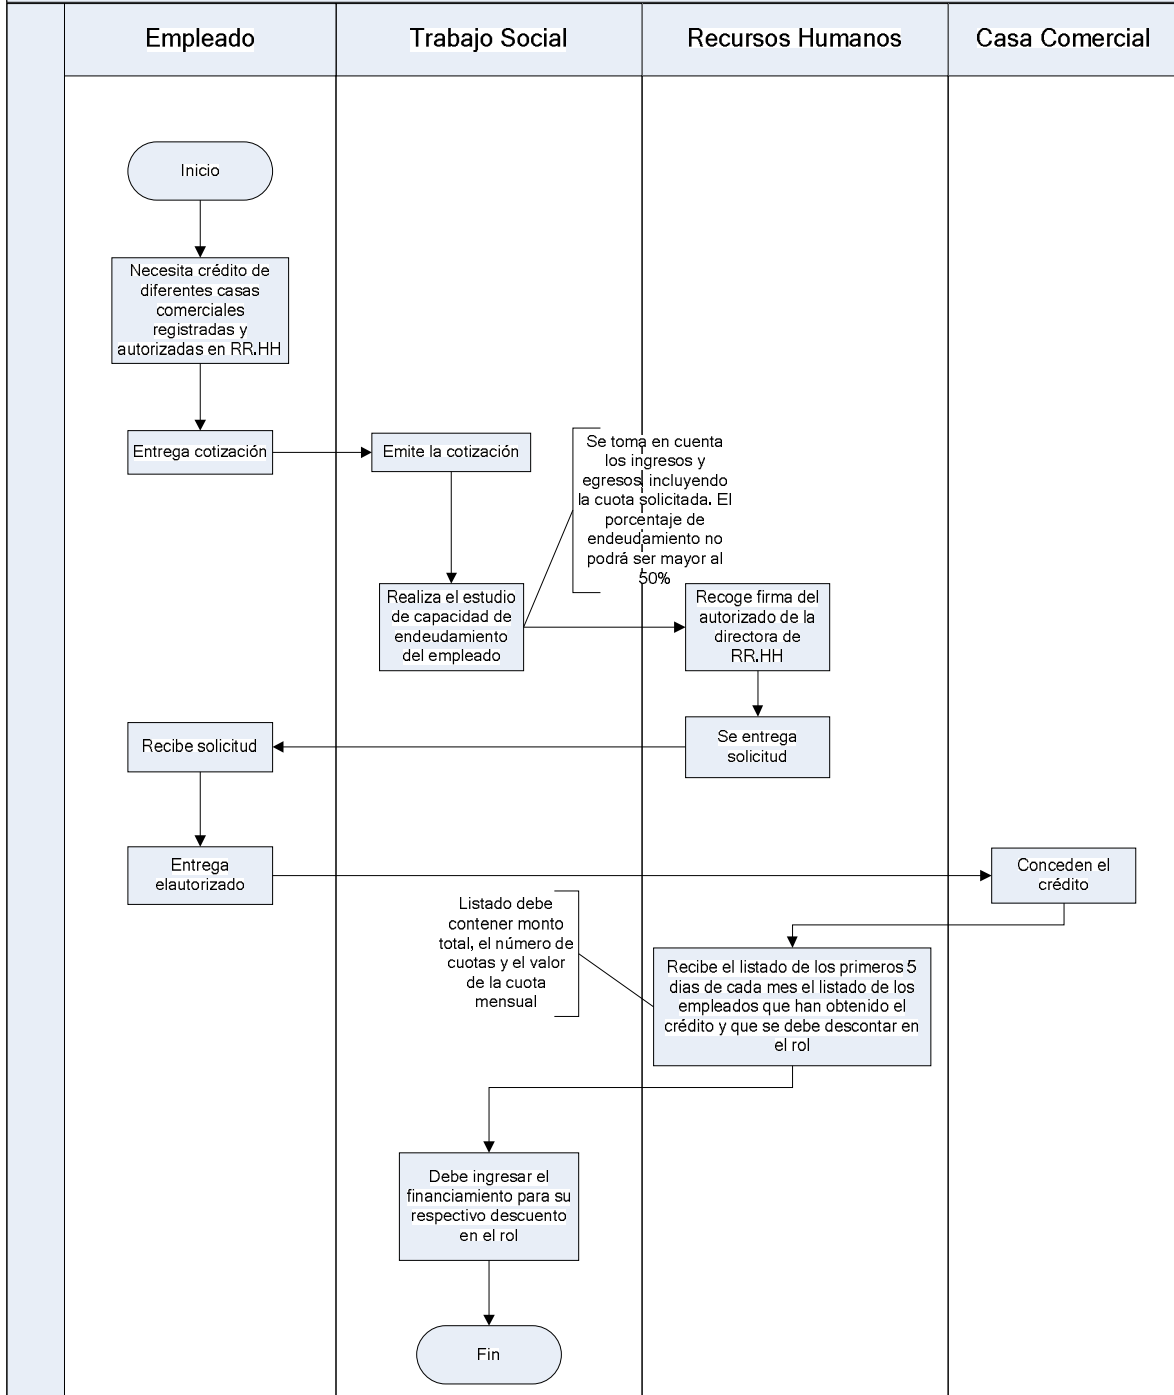 Empleado
Trabajo Social
Recursos Humanos
Casa Comercial
Inicio
Necesita crédito de
diferentes casas
comerciales
registradas y
autorizadas en RR.HH
Entrega cotización
Emite la cotización
Se toma en cuenta
los ingresos y
egresos, incluyendo
la cuota solicitada. El
porcentaje de
endeudamiento no
podrá ser mayor al
50%
Realiza el estudio
de capacidad de
endeudamiento
del empleado
Recoge firma del
autorizado de la
directora de
RR.HH
Se entrega
solicitud
Recibe solicitud
Entrega
elautorizado
Conceden el
crédito
Listado debe
contener monto
total, el número de
cuotas y el valor
de la cuota
mensual
Recibe el listado de los primeros 5
dias de cada mes el listado de los
empleados que han obtenido el
crédito y que se debe descontar en
el rol
Debe ingresar el
financiamiento para su
respectivo descuento
en el rol
Fin